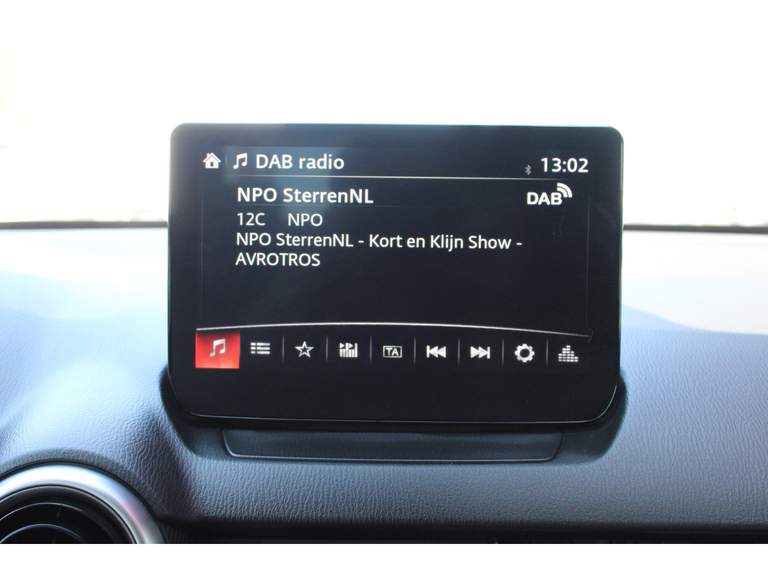 DAB radio 13:02
NPO SterrenNL DAB
12C NPO
NPO SterrenNL - Kort en Klijn Show -
AVROTROS
TA